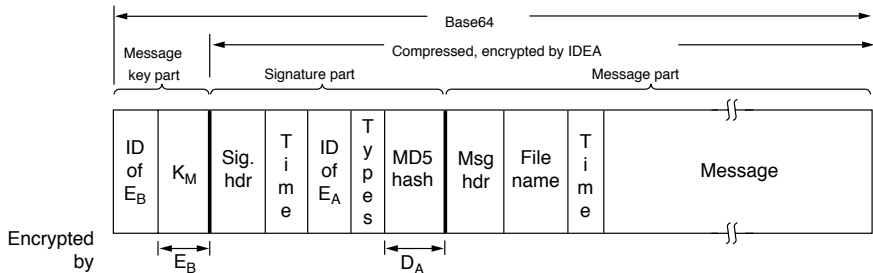 Base64
Compressed, encrypted by IDEA
Message
key part
Signature part
Message part
ID
of
E_B
K_M
Sig.
hdr
T
i
m
e
ID
of
E_A
T
y
p
e
s
MD5
hash
Msg
hdr
File
name
T
i
m
e
Message
Encrypted
by
E_B
D_A